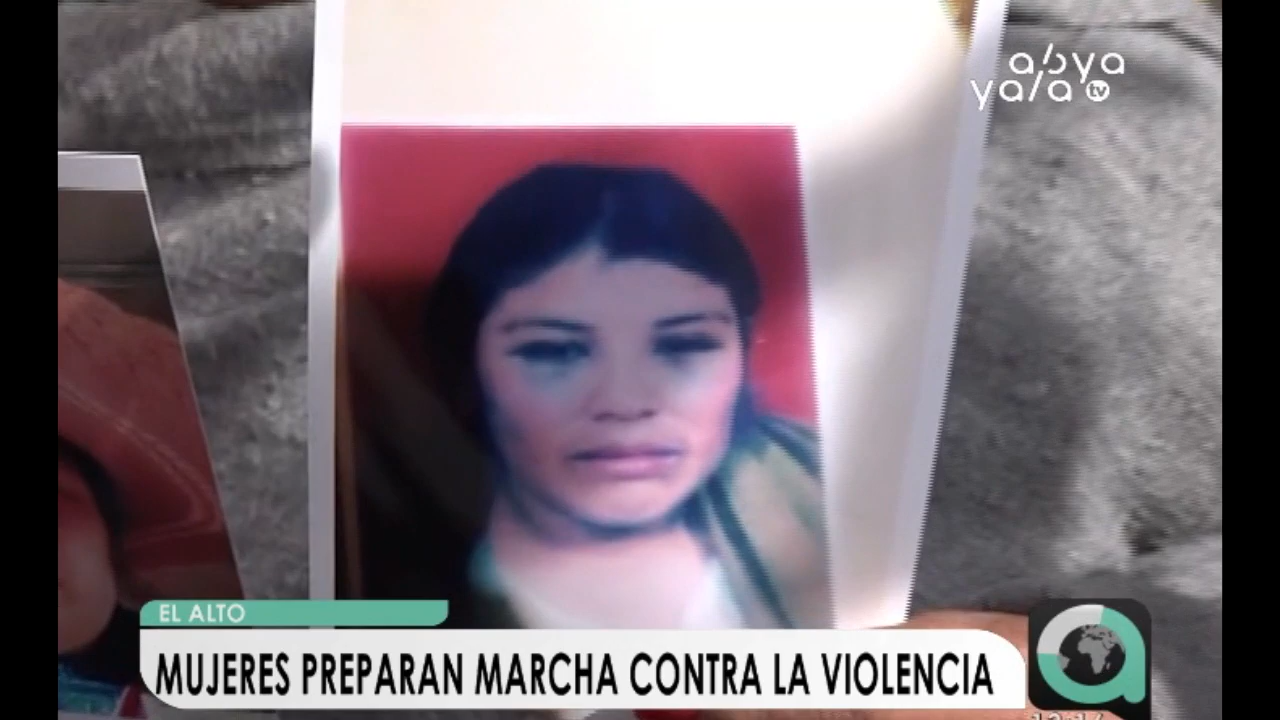 abya
yala tv
EL ALTO
MUJERES PREPARAN MARCHA CONTRA LA VIOLENCIA